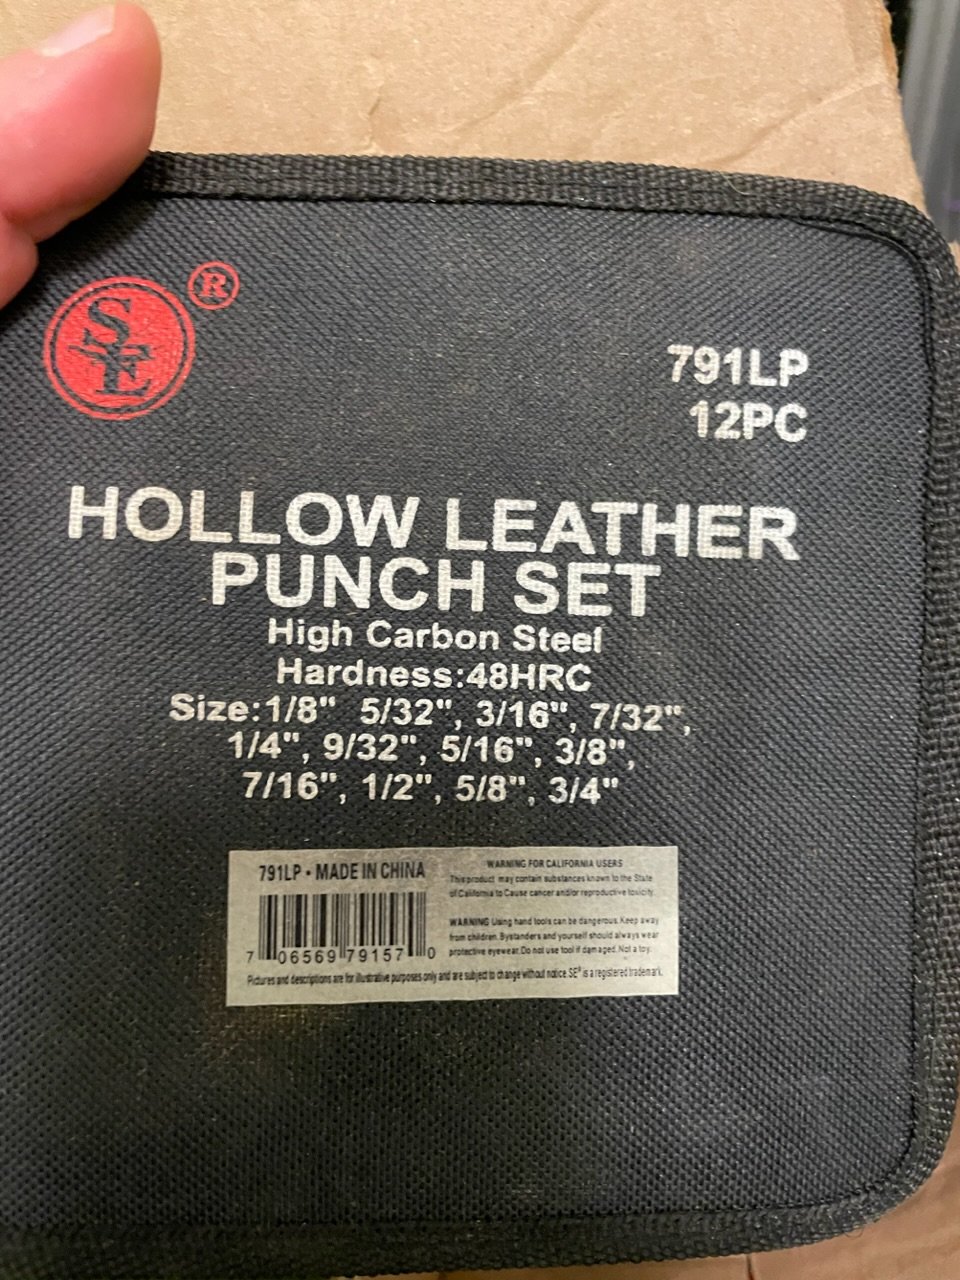 SE ®
791LP
12PC
HOLLOW LEATHER
PUNCH SET
High Carbon Steel
Hardness:48HRC
Size:1/8" 5/32", 3/16", 7/32",
1/4", 9/32", 5/16", 3/8",
7/16", 1/2", 5/8", 3/4"
791LP • MADE IN CHINA
7 06569 79157 0
WARNING FOR CALIFORNIA USERS
This product may contain substances known to the State
of California to Cause cancer and/or reproductive toxicity.
WARNING Using hand tools can be dangerous. Keep away
from children. Bystanders and yourself should always wear
protective eyewear. Do not use tool if damaged. Not a toy.
Pictures and descriptions are for illustrative purposes only and are subject to change without notice SE® is a registered trademark.